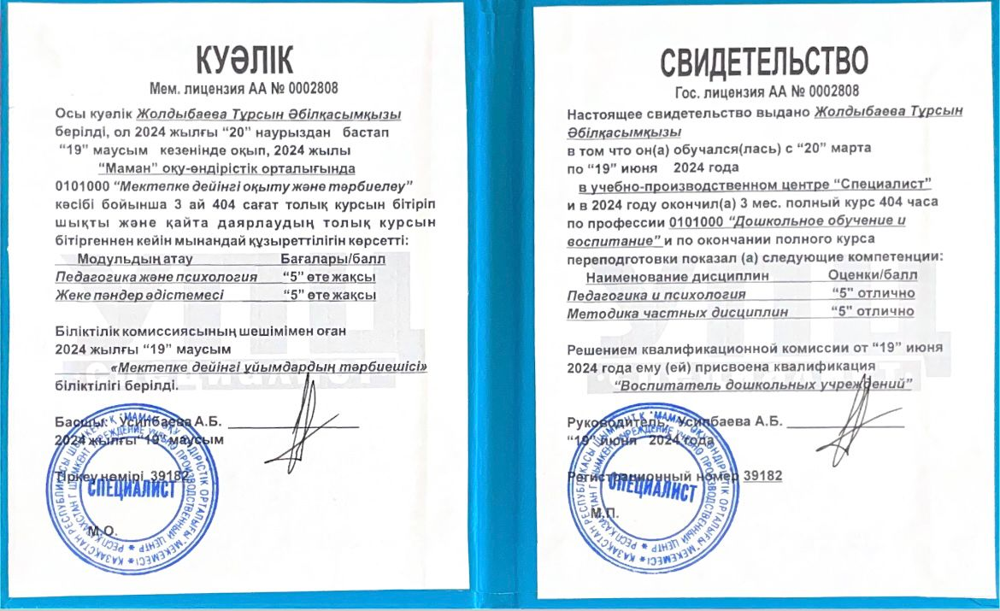 КУӘЛІК
Мем. лицензия АА № 0002808
Осы куәлік Жолдыбаева Тұрсын Әбілқасымқызы
берілді, ол 2024 жылғы “20” наурыздан бастап
“19” маусым кезенінде оқып, 2024 жылы
“Маман” оқу-өндірістік орталығында
0101000 “Мектепке дейінгі оқыту және тәрбиелеу”
кәсібі бойынша 3 ай 404 сағат толық курсын бітіріп
шықты және қайта даярлаудың толық курсын
бітіргеннен кейін мынандай құзыреттілігін көрсетті:
Модульдың атау Бағалары/балл
Педагогика және психология “5” өте жақсы
Жеке пәндер әдістемесі “5” өте жақсы
Біліктілік комиссиясының шешімімен оған
2024 жылғы “19” маусым
«Мектепке дейінгі ұйымдардың тәрбиешісі»
біліктілігі берілді.
Басшы: Усипбаева А.Б.
2024 жылғы “19” маусым
Тіркеу нөмірі 39182
СПЕЦИАЛИСТ
М.О.
СВИДЕТЕЛЬСТВО
Гос. лицензия АА № 0002808
Настоящее свидетельство выдано Жолдыбаева Тұрсын
Әбілқасымқызы
в том что он(а) обучался(лась) с “20” марта
по “19” июня 2024 года
в учебно-производственном центре “Специалист”
и в 2024 году окончил(а) 3 мес. полный курс 404 часа
по профессии 0101000 “Дошкольное обучение и
воспитание” и по окончании полного курса
переподготовки показал (а) следующие компетенции:
Наименование дисциплин Оценки/балл
Педагогика и психология “5” отлично
Методика частных дисциплин “5” отлично
Решением квалификационной комиссии от “19” июня
2024 года ему (ей) присвоена квалификация
“Воспитатель дошкольных учреждений”
Руководитель: Усипбаева А.Б.
“19” июня 2024 года
Регистрационный номер 39182
СПЕЦИАЛИСТ
М.П.